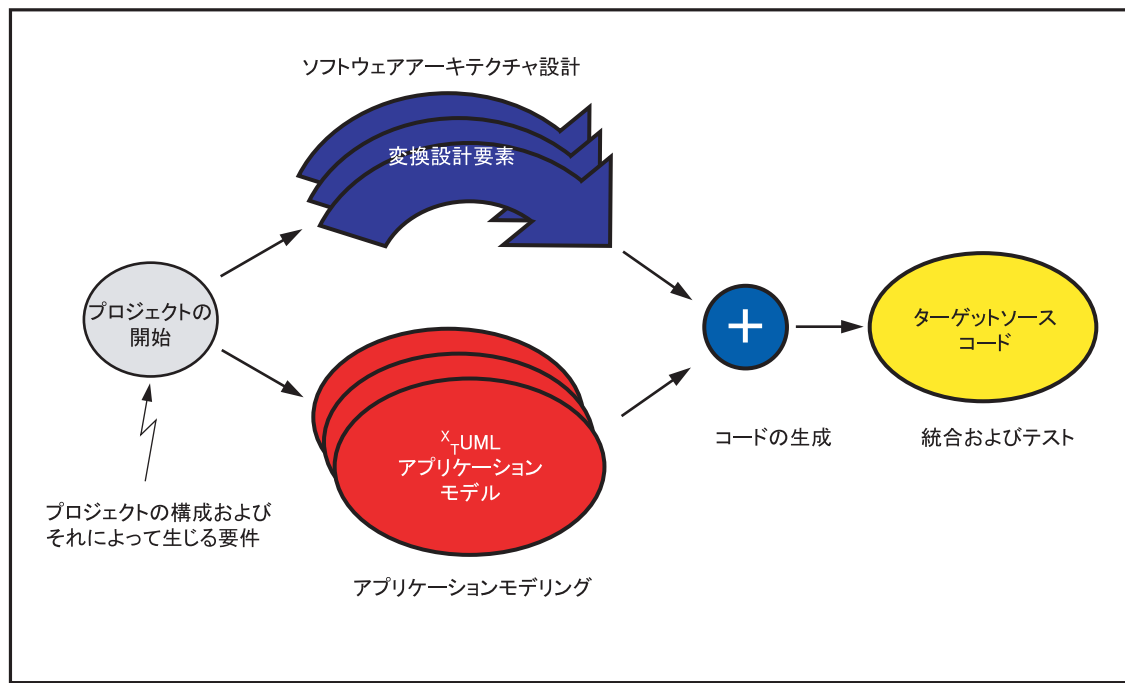 ソフトウェアアーキテクチャ設計
変換設計要素
プロジェクトの
開始
+
ターゲットソース
コード
XTUML
アプリケーション
モデル
コードの生成
統合およびテスト
プロジェクトの構成および
それによって生じる要件
アプリケーションモデリング